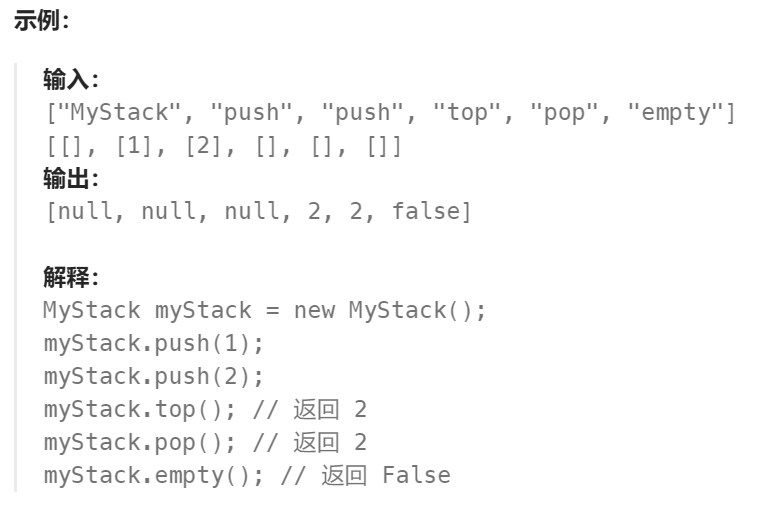 示例：
输入：
["MyStack", "push", "push", "top", "pop", "empty"]
[[], [1], [2], [], [], []]
输出：
[null, null, null, 2, 2, false]
解释：
MyStack myStack = new MyStack();
myStack.push(1);
myStack.push(2);
myStack.top(); // 返回 2
myStack.pop(); // 返回 2
myStack.empty(); // 返回 False